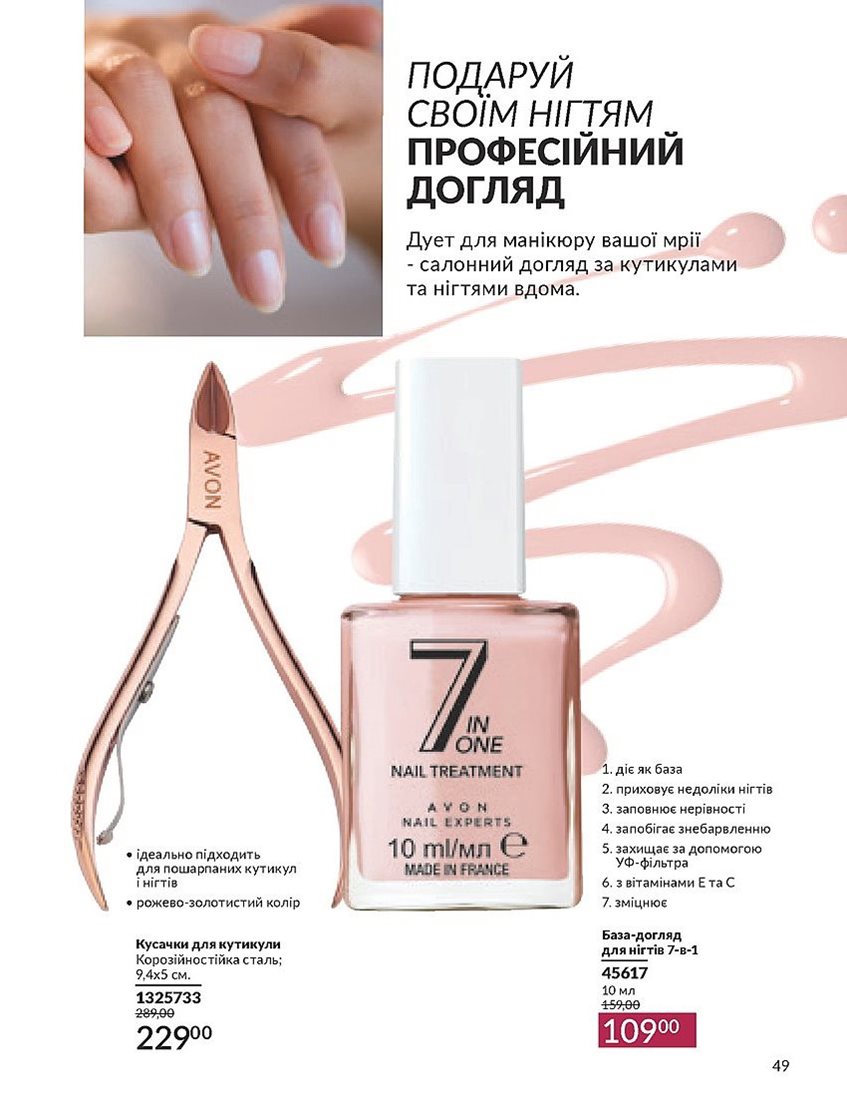 ПОДАРУЙ
СВОЇМ НІГТЯМ
ПРОФЕСІЙНИЙ
ДОГЛЯД
Дует для манікюру вашої мрії
- салонний догляд за кутикулами
та нігтями вдома.
AVON
7 IN
ONE
NAIL TREATMENT
AVON
NAIL EXPERTS
10 ml/мл e
MADE IN FRANCE
• ідеально підходить
для пошарпаних кутикул
і нігтів
• рожево-золотистий колір
Кусачки для кутикули
Корозійностійка сталь;
9,4x5 см.
1325733
289,00
229⁰⁰
1. діє як база
2. приховує недоліки нігтів
3. заповнює нерівності
4. запобігає знебарвленню
5. захищає за допомогою
УФ-фільтра
6. з вітамінами Е та С
7. зміцнює
База-догляд
для нігтів 7-в-1
45617
10 мл
159,00
109⁰⁰
49